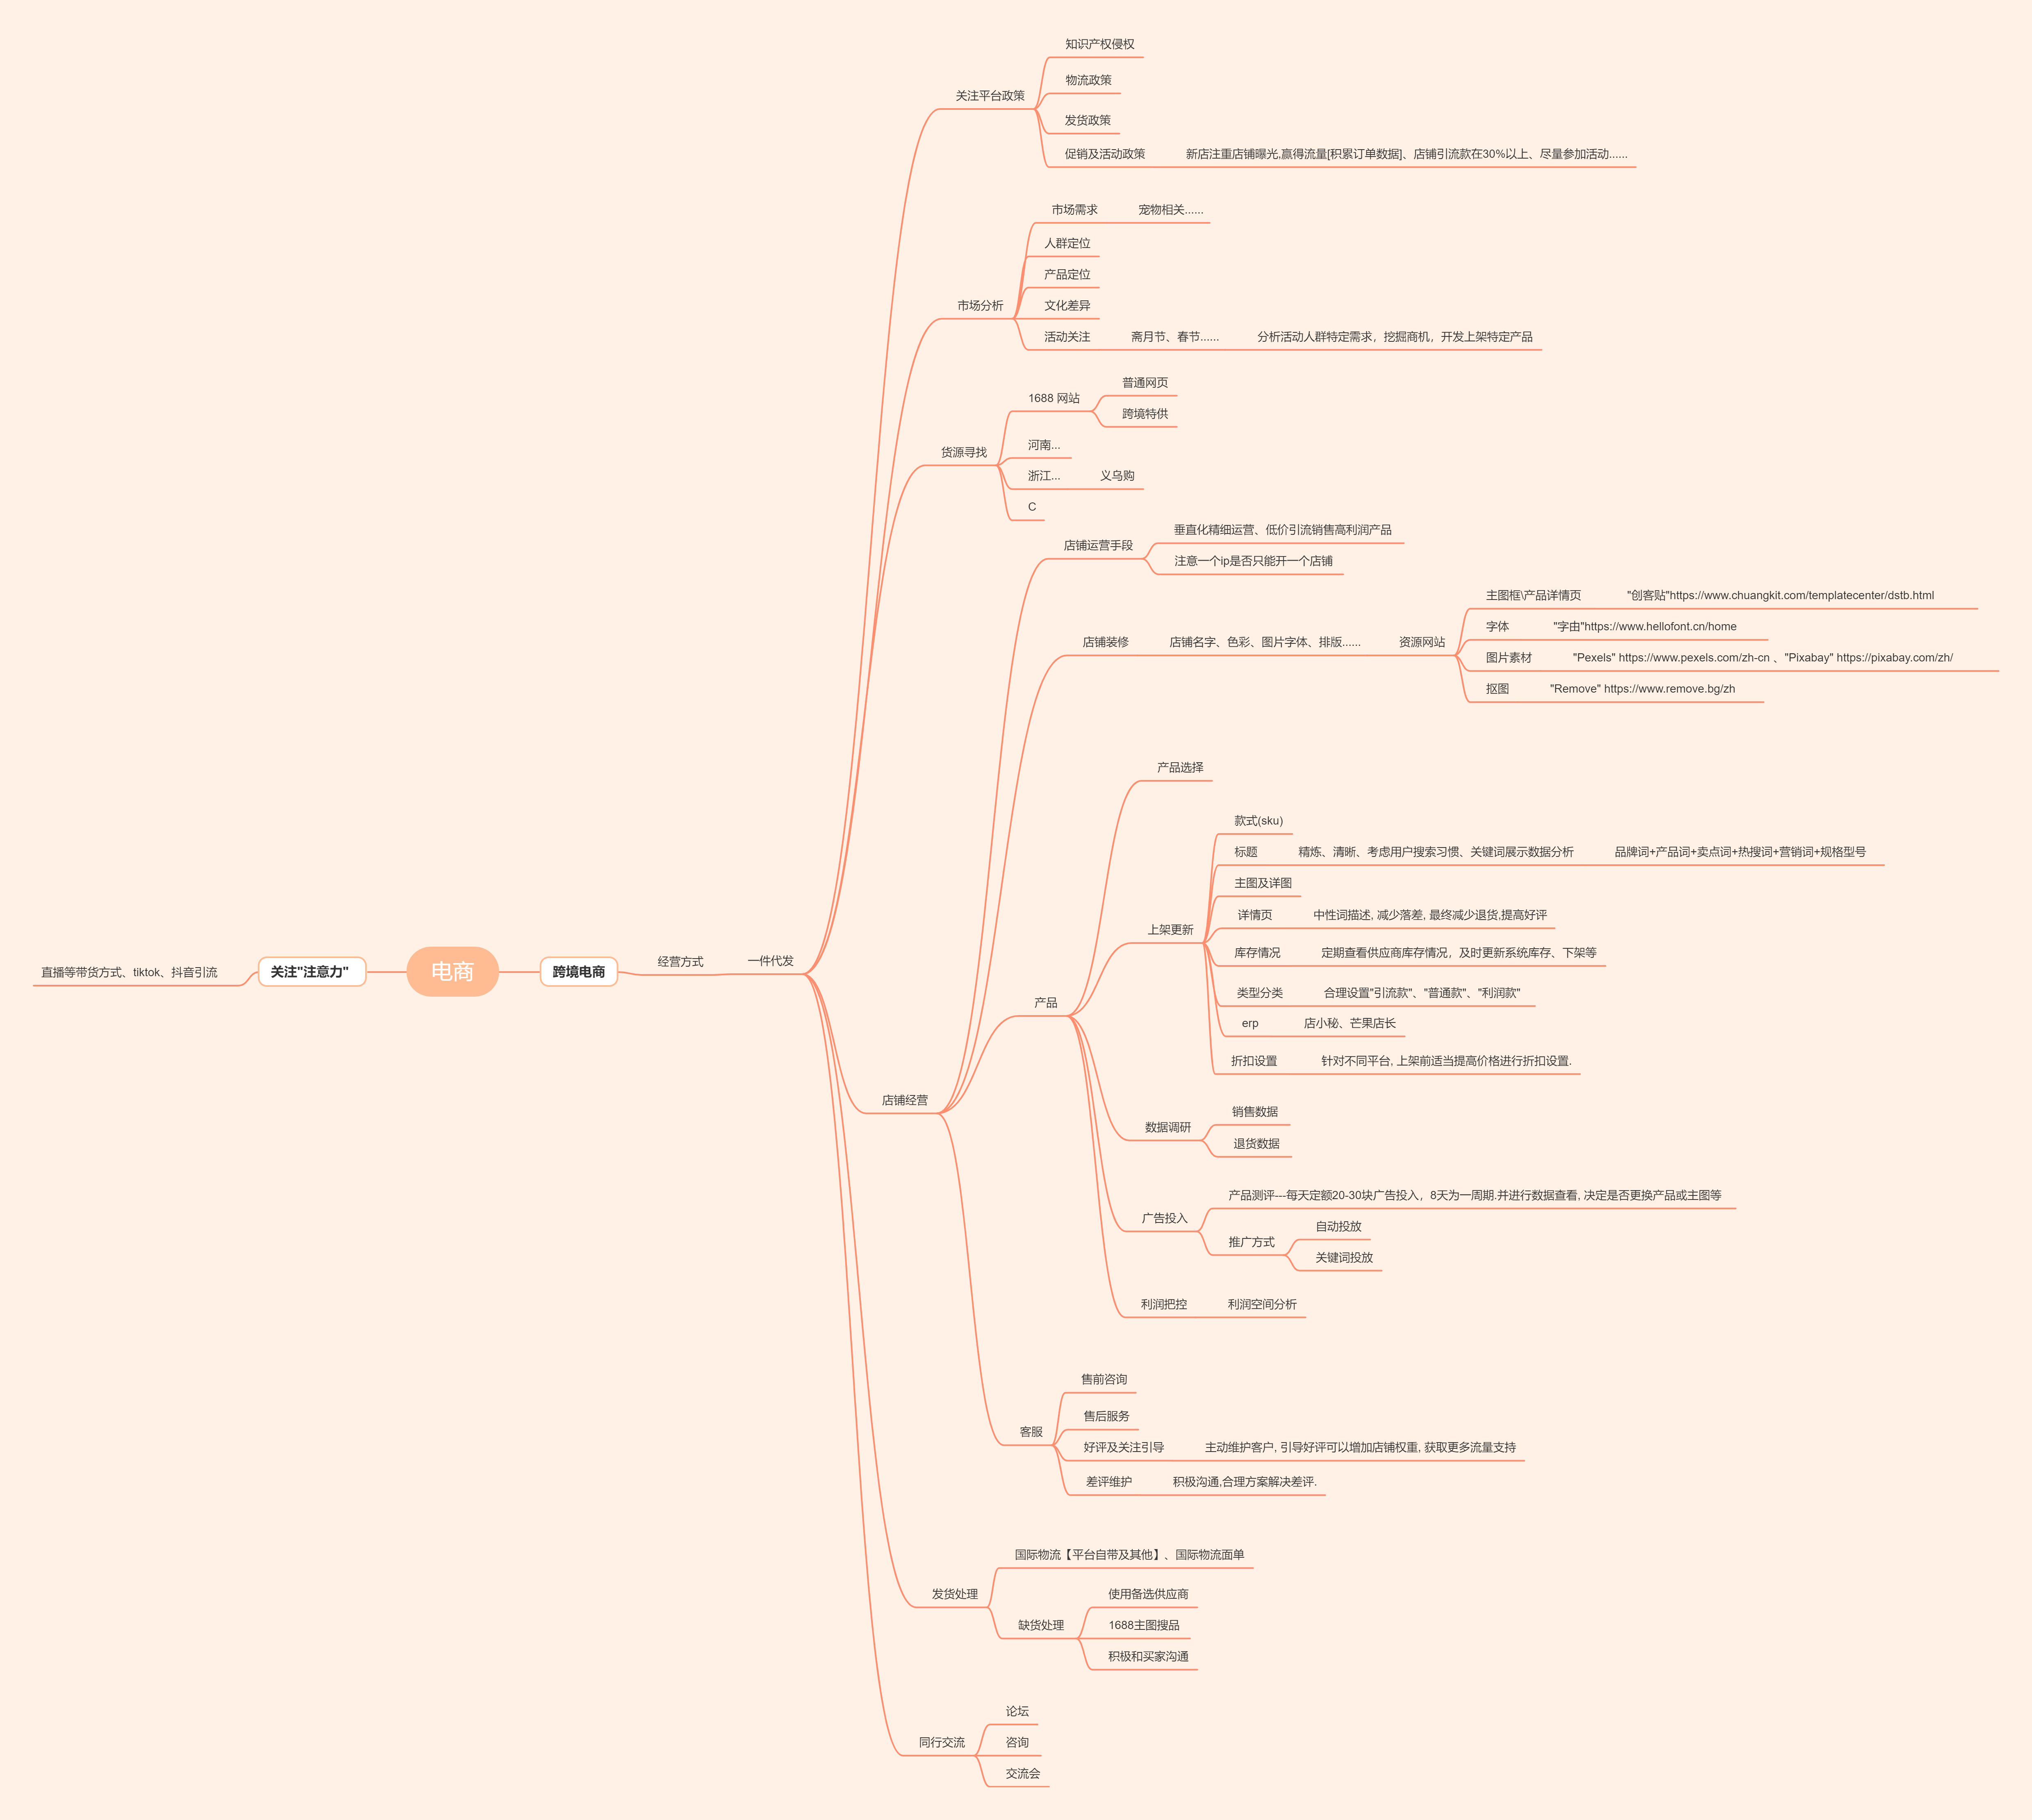 电商
关注"注意力"
直播等带货方式、tiktok、抖音引流
跨境电商
经营方式
一件代发
关注平台政策
知识产权侵权
物流政策
发货政策
促销及活动政策
新店注重店铺曝光,赢得流量[积累订单数据]、店铺引流款在30%以上、尽量参加活动......
市场分析
市场需求
宠物相关......
人群定位
产品定位
文化差异
活动关注
斋月节、春节......
分析活动人群特定需求，挖掘商机，开发上架特定产品
货源寻找
1688 网站
普通网页
跨境特供
河南...
浙江...
义乌购
C
店铺经营
店铺运营手段
垂直化精细运营、低价引流销售高利润产品
注意一个ip是否只能开一个店铺
店铺装修
店铺名字、色彩、图片字体、排版......
资源网站
主图框\产品详情页
"创客贴"https://www.chuangkit.com/templatecenter/dstb.html
字体
"字由"https://www.hellofont.cn/home
图片素材
"Pexels" https://www.pexels.com/zh-cn 、"Pixabay" https://pixabay.com/zh/
抠图
"Remove" https://www.remove.bg/zh
产品
产品选择
上架更新
款式(sku)
标题
精炼、清晰、考虑用户搜索习惯、关键词展示数据分析
品牌词+产品词+卖点词+热搜词+营销词+规格型号
主图及详图
详情页
中性词描述, 减少落差, 最终减少退货,提高好评
库存情况
定期查看供应商库存情况，及时更新系统库存、下架等
类型分类
合理设置"引流款"、"普通款"、"利润款"
erp
店小秘、芒果店长
折扣设置
针对不同平台, 上架前适当提高价格进行折扣设置.
数据调研
销售数据
退货数据
广告投入
产品测评---每天定额20-30块广告投入，8天为一周期.并进行数据查看, 决定是否更换产品或主图等
推广方式
自动投放
关键词投放
利润把控
利润空间分析
客服
售前咨询
售后服务
好评及关注引导
主动维护客户, 引导好评可以增加店铺权重, 获取更多流量支持
差评维护
积极沟通,合理方案解决差评.
发货处理
国际物流【平台自带及其他】、国际物流面单
缺货处理
使用备选供应商
1688主图搜品
积极和买家沟通
同行交流
论坛
咨询
交流会